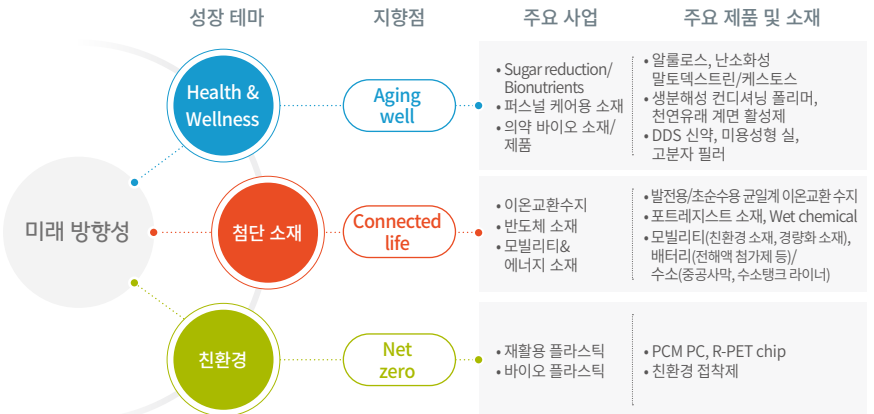 성장 테마
지향점
주요 사업
주요 제품 및 소재
미래 방향성
Health &
Wellness
Aging
well
• Sugar reduction/
Bionutrients
• 퍼스널 케어용 소재
• 의약 바이오 소재/
제품
• 알룰로스, 난소화성
말토덱스트린/케스토스
• 생분해성 컨디셔닝 폴리머,
천연유래 계면 활성제
• DDS 신약, 미용성형 실,
고분자 필러
첨단 소재
Connected
life
• 이온교환수지
• 반도체 소재
• 모빌리티&
에너지 소재
• 발전용/초순수용 균일계 이온교환 수지
• 포트레지스트 소재, Wet chemical
• 모빌리티(친환경 소재, 경량화 소재),
배터리(전해액 첨가제 등)/
수소(중공사막, 수소탱크 라이너)
친환경
Net
zero
• 재활용 플라스틱
• 바이오 플라스틱
• PCM PC, R-PET chip
• 친환경 접착제